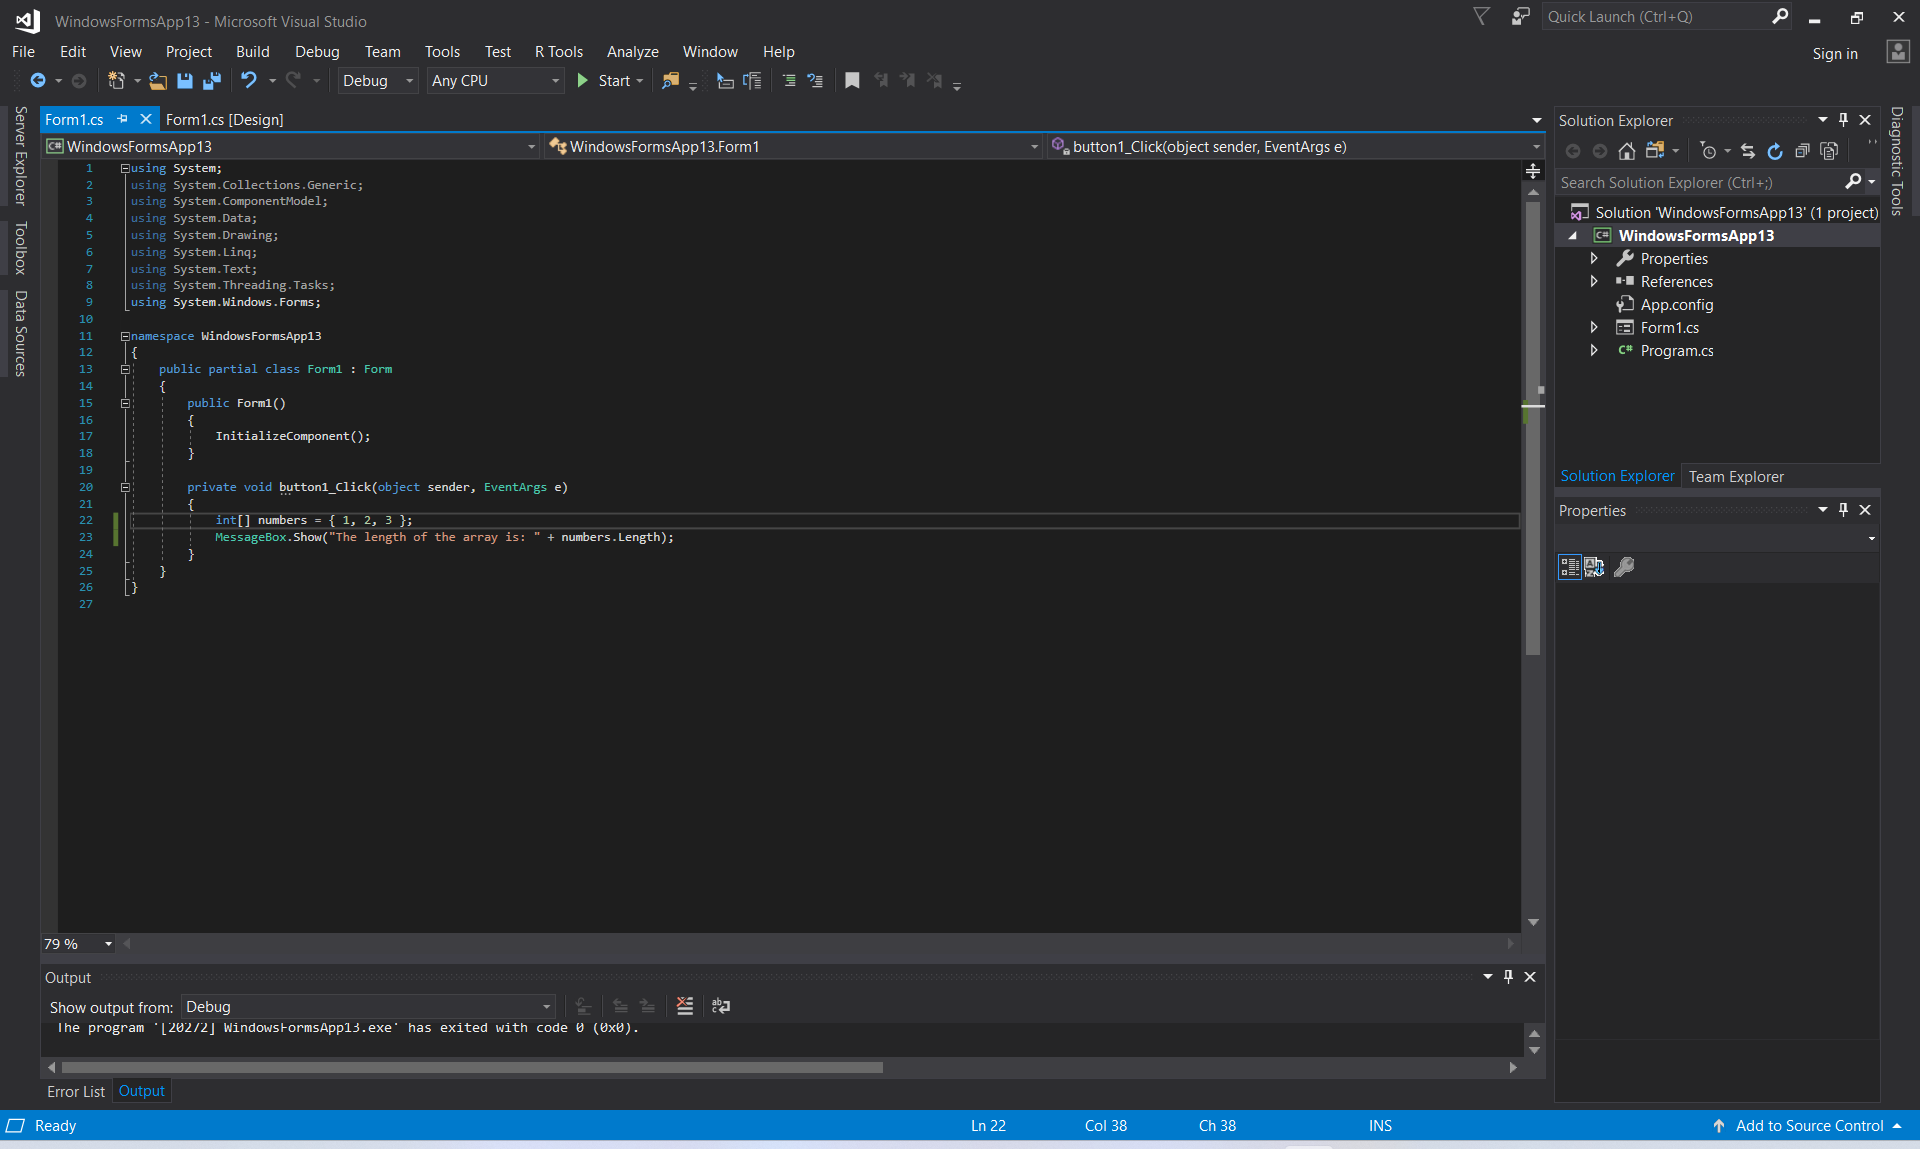 WindowsFormsApp13 - Microsoft Visual Studio
Quick Launch (Ctrl+Q)
File Edit View Project Build Debug Team Tools Test R Tools Analyze Window Help
Sign in
Debug Any CPU Start
Server Explorer
Toolbox
Data Sources
Form1.cs Form1.cs [Design]
WindowsFormsApp13 WindowsFormsApp13.Form1 button1_Click(object sender, EventArgs e)
1 using System;
2 using System.Collections.Generic;
3 using System.ComponentModel;
4 using System.Data;
5 using System.Drawing;
6 using System.Linq;
7 using System.Text;
8 using System.Threading.Tasks;
9 using System.Windows.Forms;
10
11 namespace WindowsFormsApp13
12 {
13 public partial class Form1 : Form
14 {
15 public Form1()
16 {
17 InitializeComponent();
18 }
19
20 private void button1_Click(object sender, EventArgs e)
21 {
22 int[] numbers = { 1, 2, 3 };
23 MessageBox.Show("The length of the array is: " + numbers.Length);
24 }
25 }
26 }
27
79 %
Output
Show output from: Debug
The program '[20272] WindowsFormsApp13.exe' has exited with code 0 (0x0).
Error List Output
Solution Explorer
Search Solution Explorer (Ctrl+;)
Solution 'WindowsFormsApp13' (1 project)
C# WindowsFormsApp13
Properties
References
App.config
Form1.cs
C# Program.cs
Solution Explorer Team Explorer
Properties
Diagnostic Tools
Ready Ln 22 Col 38 Ch 38 INS Add to Source Control